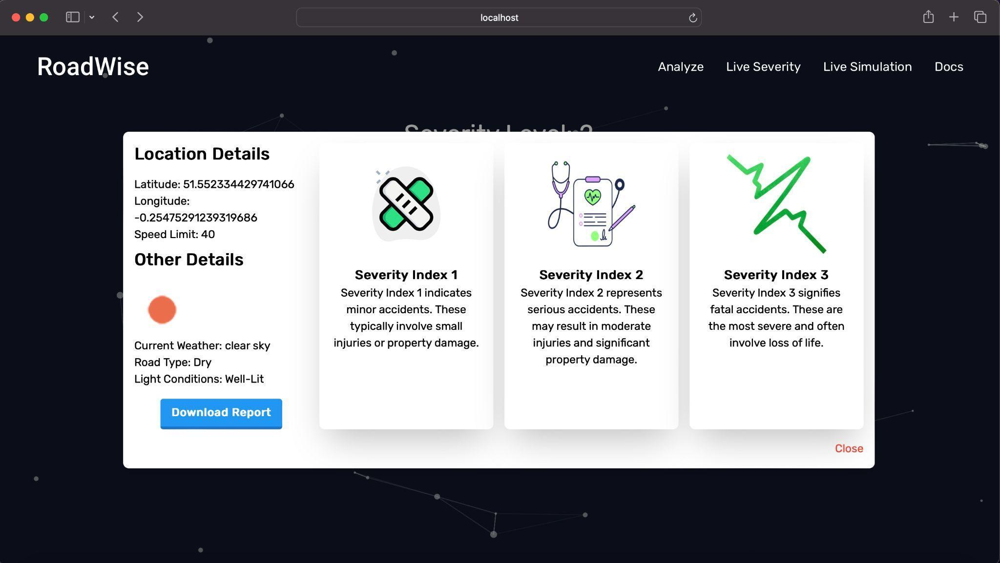 localhost
RoadWise
Analyze
Live Severity
Live Simulation
Docs
Severity Level:
Location Details
Latitude: 51.552334429741066
Longitude:
-0.25475291239319686
Speed Limit: 40
Other Details
Current Weather: clear sky
Road Type: Dry
Light Conditions: Well-Lit
Download Report
Severity Index 1
Severity Index 1 indicates
minor accidents. These
typically involve small
injuries or property damage.
Severity Index 2
Severity Index 2 represents
serious accidents. These
may result in moderate
injuries and significant
property damage.
Severity Index 3
Severity Index 3 signifies
fatal accidents. These are
the most severe and often
involve loss of life.
Close